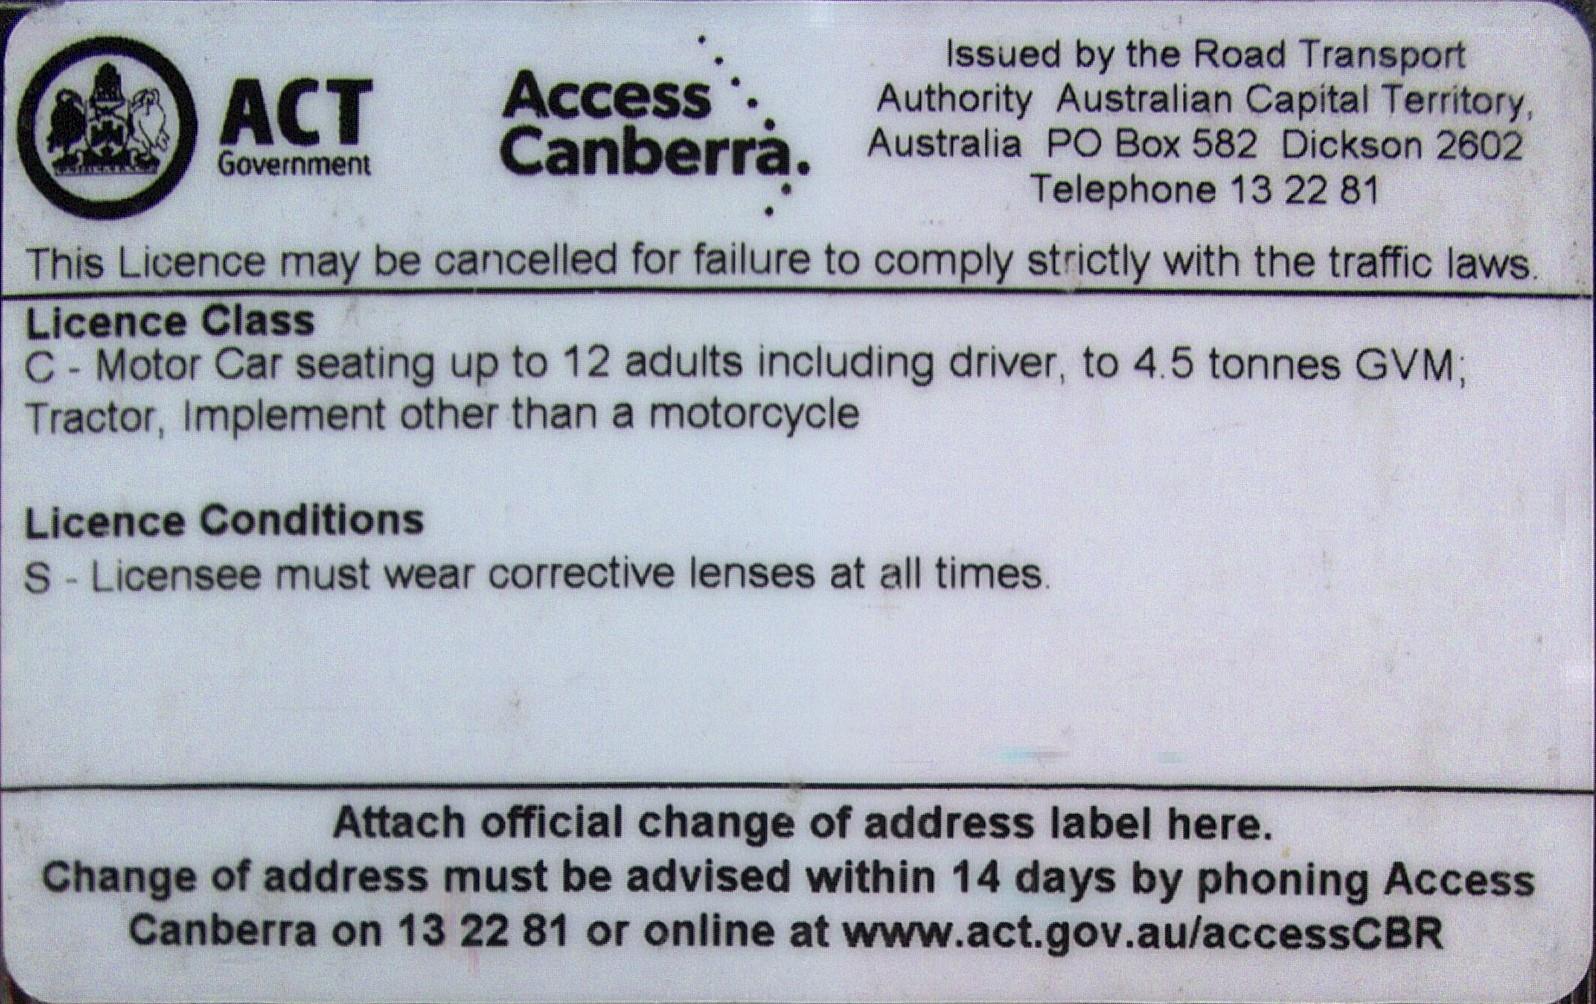 ACT
Government
Access
Canberra.
Issued by the Road Transport
Authority Australian Capital Territory,
Australia PO Box 582 Dickson 2602
Telephone 13 22 81
This Licence may be cancelled for failure to comply strictly with the traffic laws.
Licence Class
C - Motor Car seating up to 12 adults including driver, to 4.5 tonnes GVM;
Tractor, Implement other than a motorcycle
Licence Conditions
S - Licensee must wear corrective lenses at all times.
Attach official change of address label here.
Change of address must be advised within 14 days by phoning Access
Canberra on 13 22 81 or online at www.act.gov.au/accessCBR